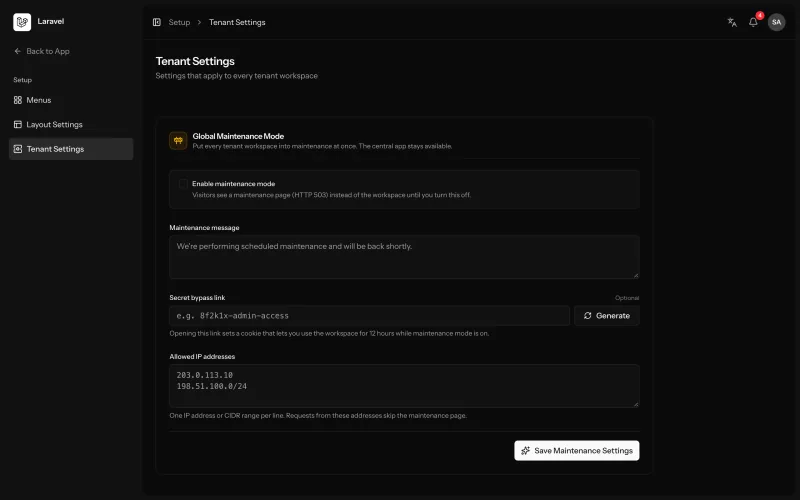 Laravel
Setup > Tenant Settings
4
SA
Back to App
Setup
Menus
Layout Settings
Tenant Settings
Tenant Settings
Settings that apply to every tenant workspace
Global Maintenance Mode
Put every tenant workspace into maintenance at once. The central app stays available.
Enable maintenance mode
Visitors see a maintenance page (HTTP 503) instead of the workspace until you turn this off.
Maintenance message
We're performing scheduled maintenance and will be back shortly.
Secret bypass link
Optional
e.g. 8f2k1x-admin-access
Generate
Opening this link sets a cookie that lets you use the workspace for 12 hours while maintenance mode is on.
Allowed IP addresses
203.0.113.10
198.51.100.0/24
One IP address or CIDR range per line. Requests from these addresses skip the maintenance page.
Save Maintenance Settings